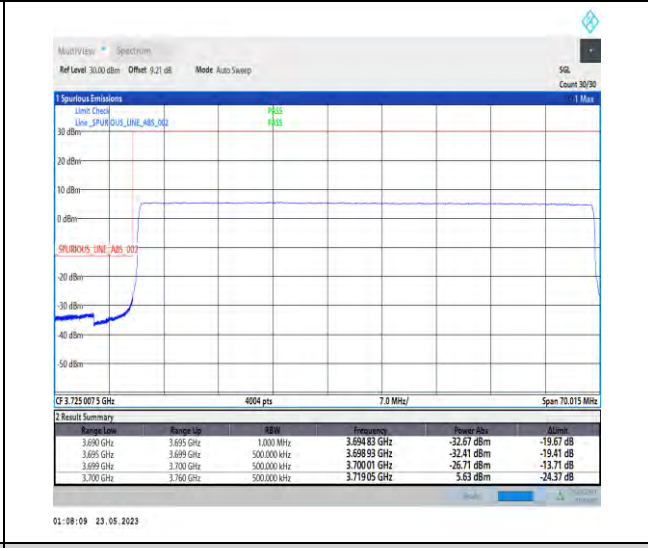 MultiView Spectrum
Ref Level 30.00 dBm Offset 9.21 dB Mode Auto Sweep SGL
Count 30/30
1 Spurious Emissions 1 Max
Limit Check PASS
Line _SPURIOUS_LINE_ABS_002 PASS
30 dBm
20 dBm
10 dBm
0 dBm
SPURIOUS_LINE_ABS_002
-20 dBm
-30 dBm
-40 dBm
-50 dBm
CF 3.725 007 5 GHz 4004 pts 7.0 MHz/ Span 70.015 MHz
2 Result Summary
Range Low Range Up RBW Frequency Power Abs ΔLimit
3.690 GHz 3.695 GHz 1.000 MHz 3.694 83 GHz -32.67 dBm -19.67 dB
3.695 GHz 3.699 GHz 500.000 kHz 3.698 93 GHz -32.41 dBm -19.41 dB
3.699 GHz 3.700 GHz 500.000 kHz 3.700 01 GHz -26.71 dBm -13.71 dB
3.700 GHz 3.760 GHz 500.000 kHz 3.719 05 GHz 5.63 dBm -24.37 dB
01:08:09 23.05.2023